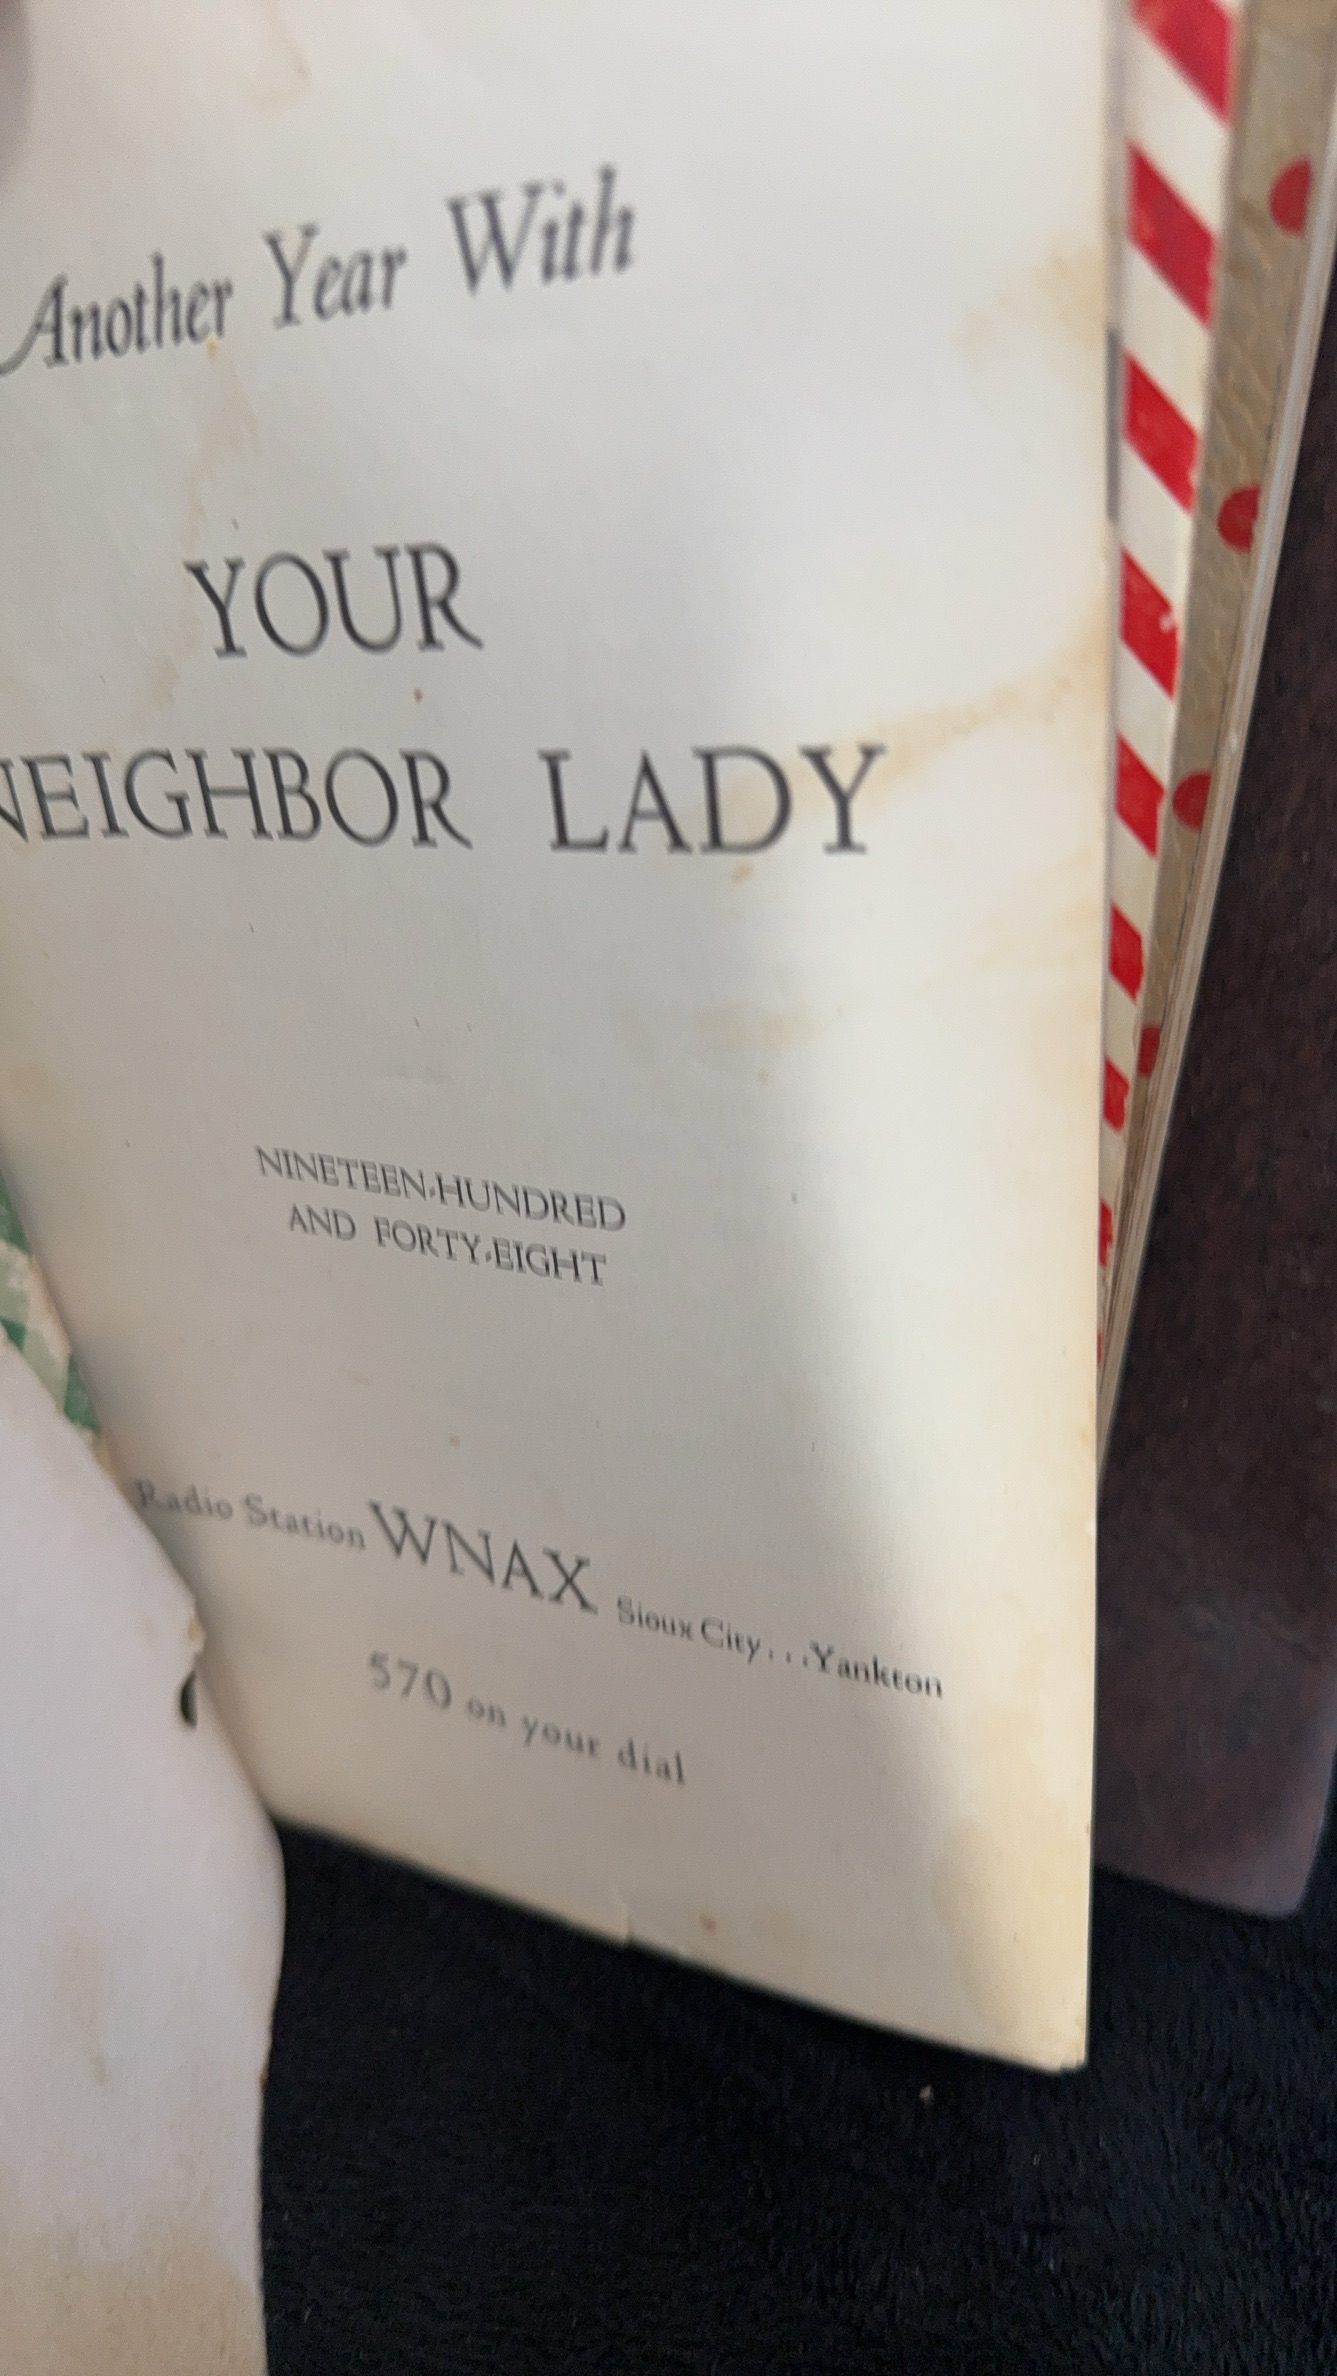 Another Year With
YOUR
NEIGHBOR LADY
NINETEEN-HUNDRED
AND FORTY-EIGHT
Radio Station WNAX Sioux City...Yankton
570 on your dial